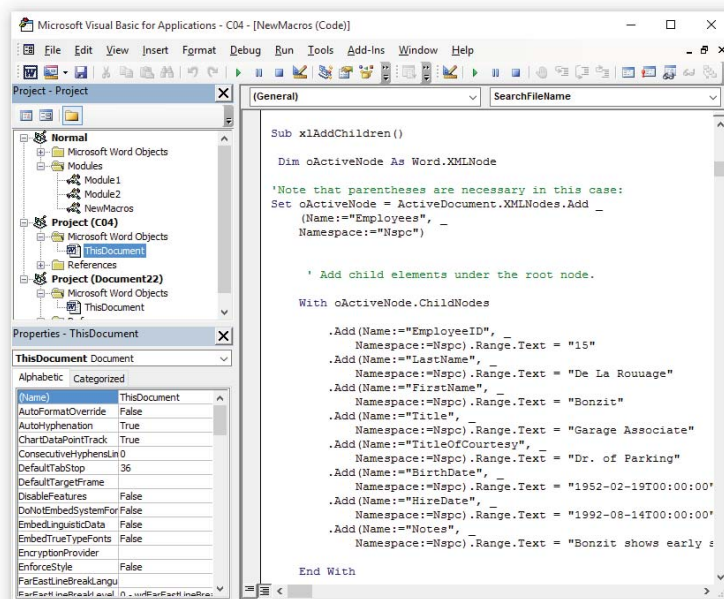 Microsoft Visual Basic for Applications - C04 - [NewMacros (Code)]
File Edit View Insert Format Debug Run Tools Add-Ins Window Help
Project - Project
Normal
Microsoft Word Objects
Modules
Module1
Module2
NewMacros
Project (C04)
Microsoft Word Objects
ThisDocument
References
Project (Document22)
Microsoft Word Objects
ThisDocument
Properties - ThisDocument
ThisDocument Document
Alphabetic Categorized
(Name) ThisDocument
AutoFormatOverride False
AutoHyphenation True
ChartDataPointTrack True
ConsecutiveHyphensLin 0
DefaultTabStop 36
DefaultTargetFrame
DisableFeatures False
DoNotEmbedSystemFor False
EmbedLinguisticData False
EmbedTrueTypeFonts False
EncryptionProvider
EnforceStyle False
FarEastLineBreakLangu
FarEastLineBreakLevel 0 - wdFarEastLineBrea
(General) SearchFileName
Sub xlAddChildren()
Dim oActiveNode As Word.XMLNode
'Note that parentheses are necessary in this case:
Set oActiveNode = ActiveDocument.XMLNodes.Add _
(Name:="Employees", _
Namespace:="Nspc")
' Add child elements under the root node.
With oActiveNode.ChildNodes
.Add(Name:="EmployeeID", _
Namespace:=Nspc).Range.Text = "15"
.Add(Name:="LastName", _
Namespace:=Nspc).Range.Text = "De La Rouuage"
.Add(Name:="FirstName", _
Namespace:=Nspc).Range.Text = "Bonzit"
.Add(Name:="Title", _
Namespace:=Nspc).Range.Text = "Garage Associate"
.Add(Name:="TitleOfCourtesy", _
Namespace:=Nspc).Range.Text = "Dr. of Parking"
.Add(Name:="BirthDate", _
Namespace:=Nspc).Range.Text = "1952-02-19T00:00:00"
.Add(Name:="HireDate", _
Namespace:=Nspc).Range.Text = "1992-08-14T00:00:00"
.Add(Name:="Notes", _
Namespace:=Nspc).Range.Text = "Bonzit shows early s
End With